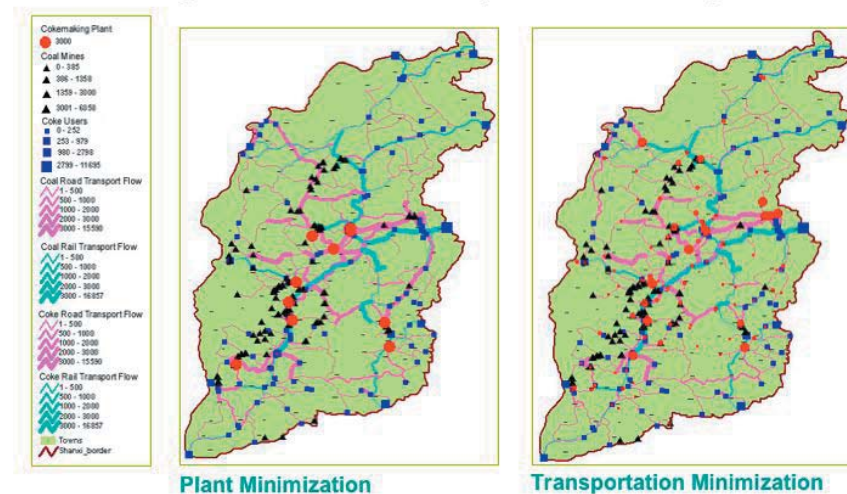 Cokemaking Plant
3000
Coal Mines
0 - 385
386 - 1358
1359 - 3000
3001 - 6858
Coke Users
0 - 252
253 - 979
980 - 2798
2799 - 11695
Coal Road Transport Flow
1 - 500
500 - 1000
1000 - 2000
2000 - 3000
3000 - 15590
Coal Rail Transport Flow
1 - 500
500 - 1000
1000 - 2000
2000 - 3000
3000 - 16857
Coke Road Transport Flow
1 - 500
500 - 1000
1000 - 2000
2000 - 3000
3000 - 15590
Coke Rail Transport Flow
1 - 500
500 - 1000
1000 - 2000
2000 - 3000
3000 - 16857
Towns
Shanxi_border
Plant Minimization
Transportation Minimization